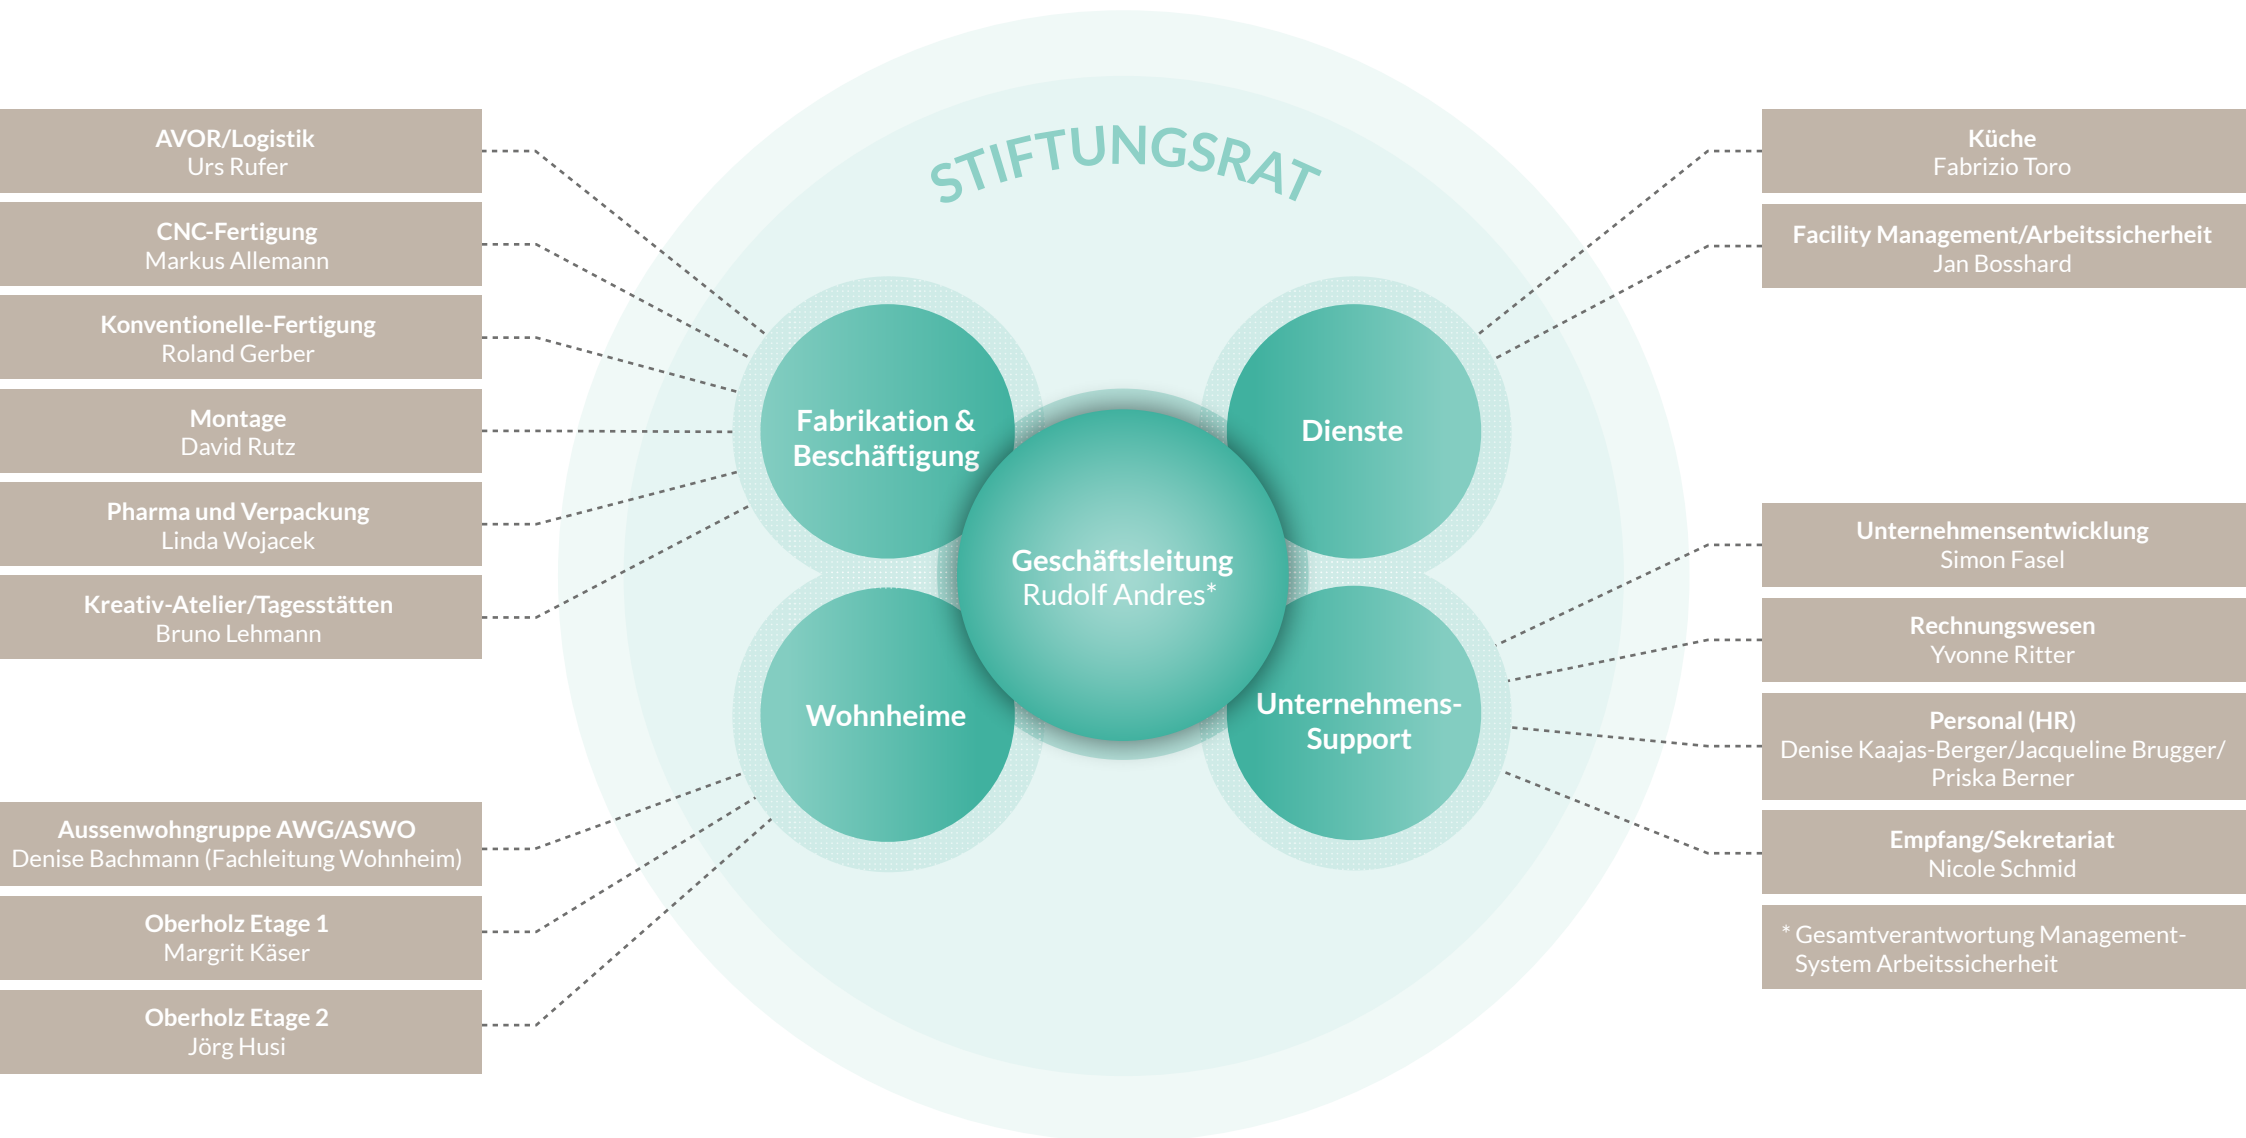 STIFTUNGSRAT
AVOR/Logistik
Urs Rufer
CNC-Fertigung
Markus Allemann
Konventionelle-Fertigung
Roland Gerber
Montage
David Rutz
Pharma und Verpackung
Linda Wojacek
Kreativ-Atelier/Tagesstätten
Bruno Lehmann
Aussenwohngruppe AWG/ASWO
Denise Bachmann (Fachleitung Wohnheim)
Oberholz Etage 1
Margrit Käser
Oberholz Etage 2
Jörg Husi
Fabrikation &
Beschäftigung
Wohnheime
Geschäftsleitung
Rudolf Andres*
Dienste
Unternehmens-
Support
Küche
Fabrizio Toro
Facility Management/Arbeitssicherheit
Jan Bosshard
Unternehmensentwicklung
Simon Fasel
Rechnungswesen
Yvonne Ritter
Personal (HR)
Denise Kaajas-Berger/Jacqueline Brugger/
Priska Berner
Empfang/Sekretariat
Nicole Schmid
* Gesamtverantwortung Management-
System Arbeitssicherheit